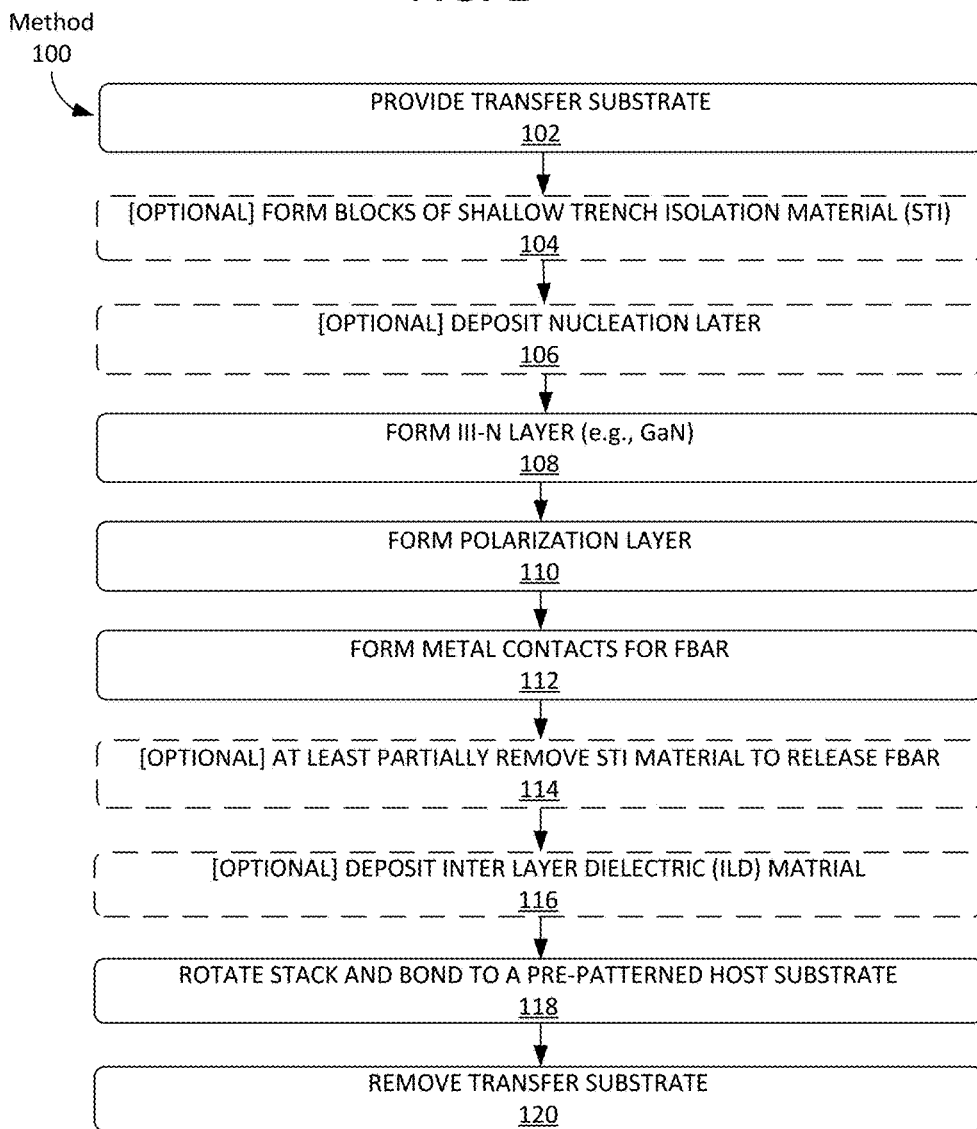 Method
100
PROVIDE TRANSFER SUBSTRATE
102
[OPTIONAL] FORM BLOCKS OF SHALLOW TRENCH ISOLATION MATERIAL (STI)
104
[OPTIONAL] DEPOSIT NUCLEATION LATER
106
FORM III-N LAYER (e.g., GaN)
108
FORM POLARIZATION LAYER
110
FORM METAL CONTACTS FOR FBAR
112
[OPTIONAL] AT LEAST PARTIALLY REMOVE STI MATERIAL TO RELEASE FBAR
114
[OPTIONAL] DEPOSIT INTER LAYER DIELECTRIC (ILD) MATRIAL
116
ROTATE STACK AND BOND TO A PRE-PATTERNED HOST SUBSTRATE
118
REMOVE TRANSFER SUBSTRATE
120